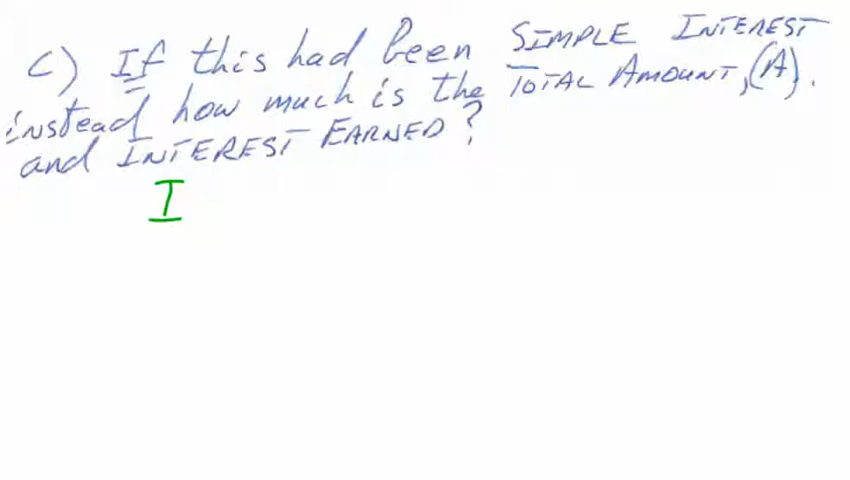 c) If this had been SIMPLE INTEREST
instead how much is the TOTAL AMOUNT, (A).
and INTEREST EARNED?
I